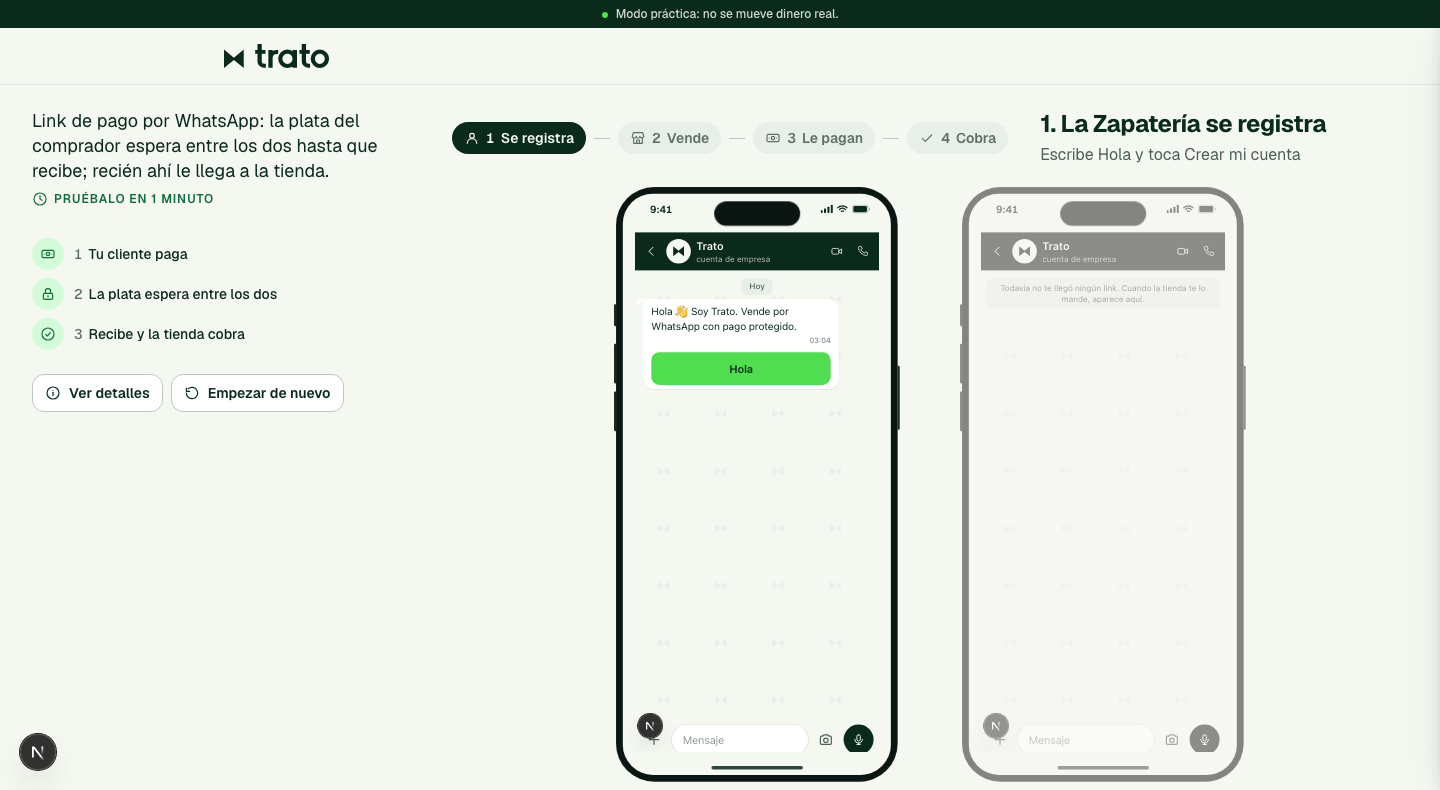 Modo práctica: no se mueve dinero real.
trato
Link de pago por WhatsApp: la plata del
comprador espera entre los dos hasta que
recibe; recién ahí le llega a la tienda.
PRUÉBALO EN 1 MINUTO
1 Tu cliente paga
2 La plata espera entre los dos
3 Recibe y la tienda cobra
Ver detalles
Empezar de nuevo
1 Se registra
2 Vende
3 Le pagan
4 Cobra
1. La Zapatería se registra
Escribe Hola y toca Crear mi cuenta
9:41
Trato
cuenta de empresa
Hoy
Hola 👋 Soy Trato. Vende por
WhatsApp con pago protegido.
03:04
Hola
N
Mensaje
9:41
Trato
cuenta de empresa
Todavía no te llegó ningún link. Cuando la tienda te lo
mande, aparece aquí.
N
Mensaje
N